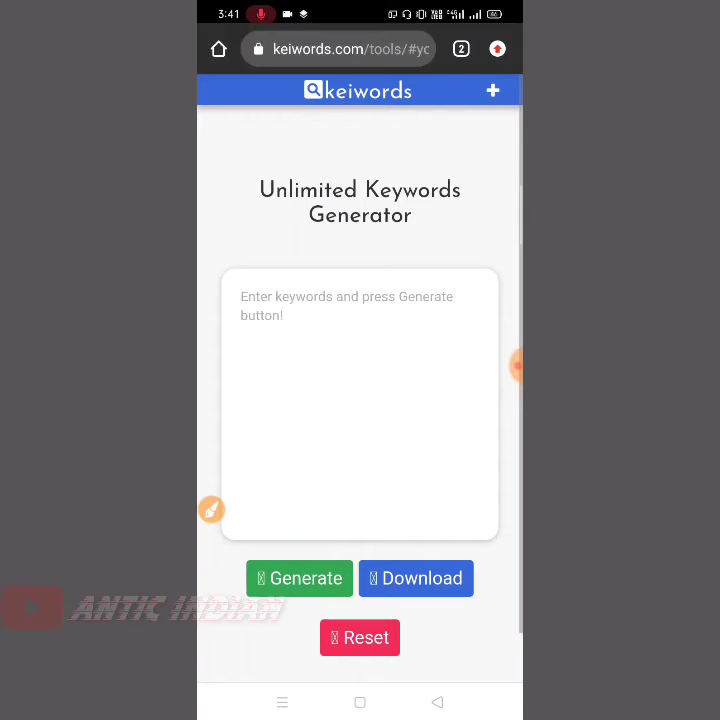 3:41
keiwords.com/tools/#yc
2
keiwords
Unlimited Keywords
Generator
Enter keywords and press Generate
button!
Generate
Download
ANTIC INDIAN
Reset